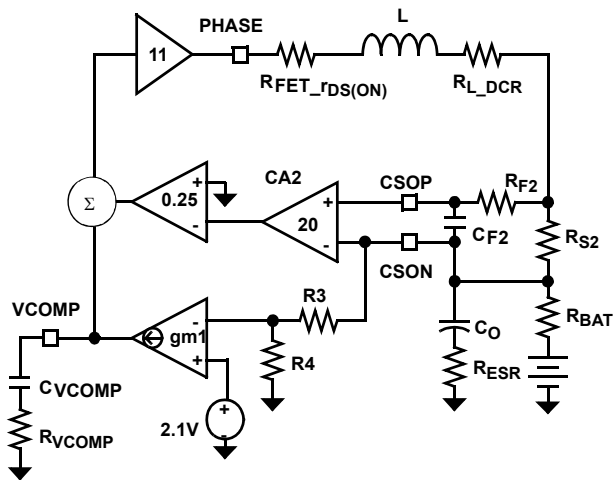 PHASE
L
11
RFET_rDS(ON)
RL_DCR
CA2
CSOP
RF2
+
0.25
-
+
20
-
Σ
CF2
RS2
CSON
VCOMP
R3
-
gm1
+
R4
CO
RBAT
RESR
CVCOMP
RVCOMP
2.1V
+
-